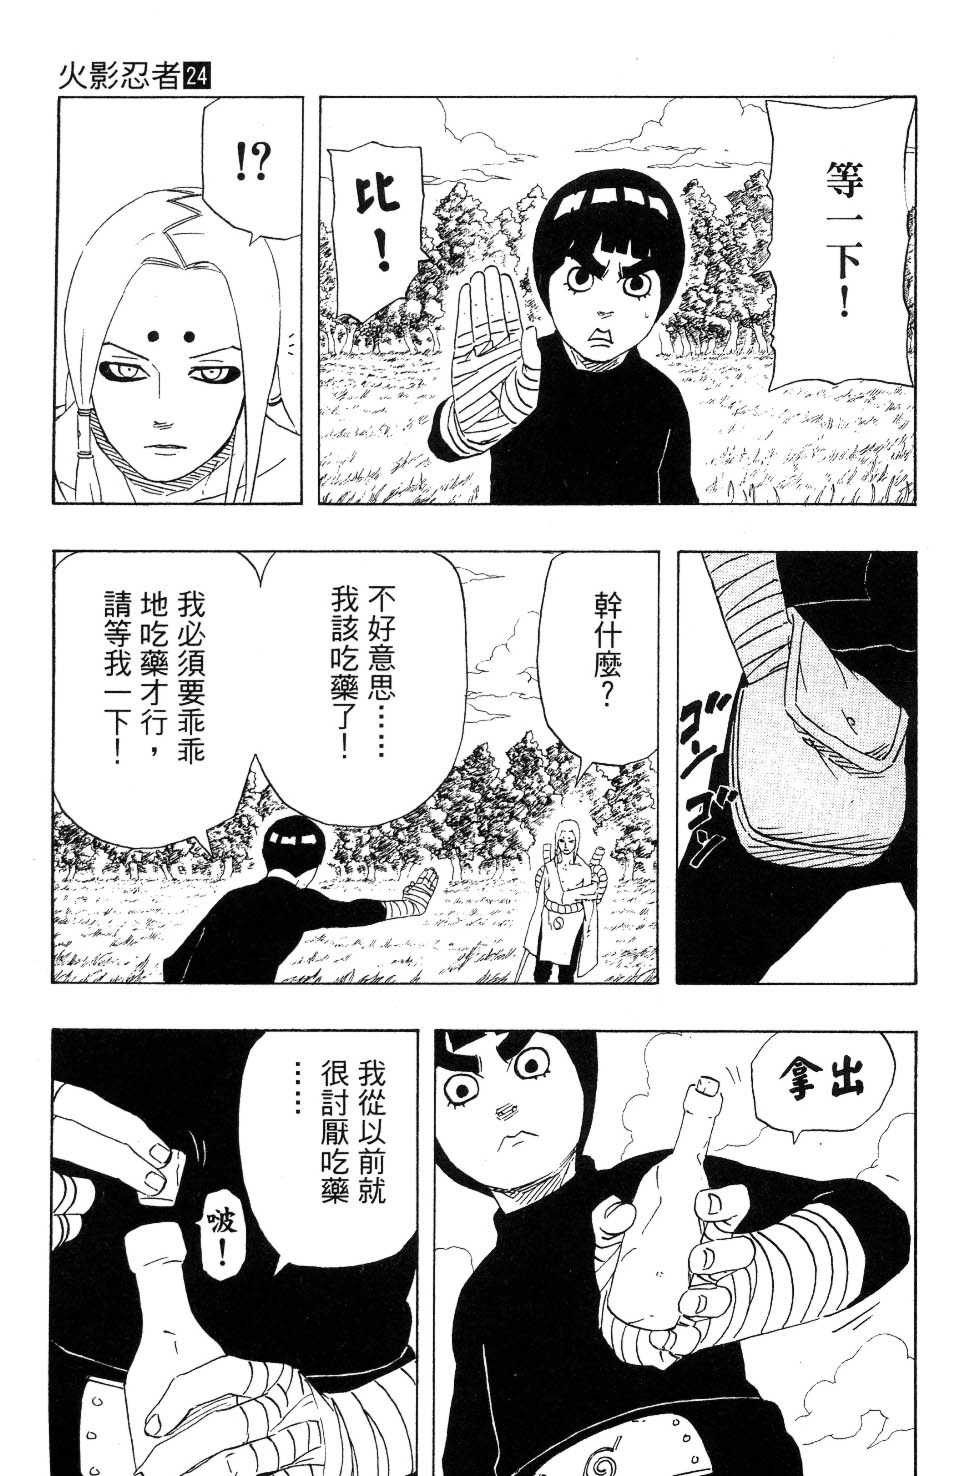 火影忍者24
等一下！
比！
！？
ゴソ
ゴソ
幹什麼？
不好意思……
我該吃藥了！
我必須要乖乖
地吃藥才行，
請等我一下！
拿出
我從以前就
很討厭吃藥
……
啵！